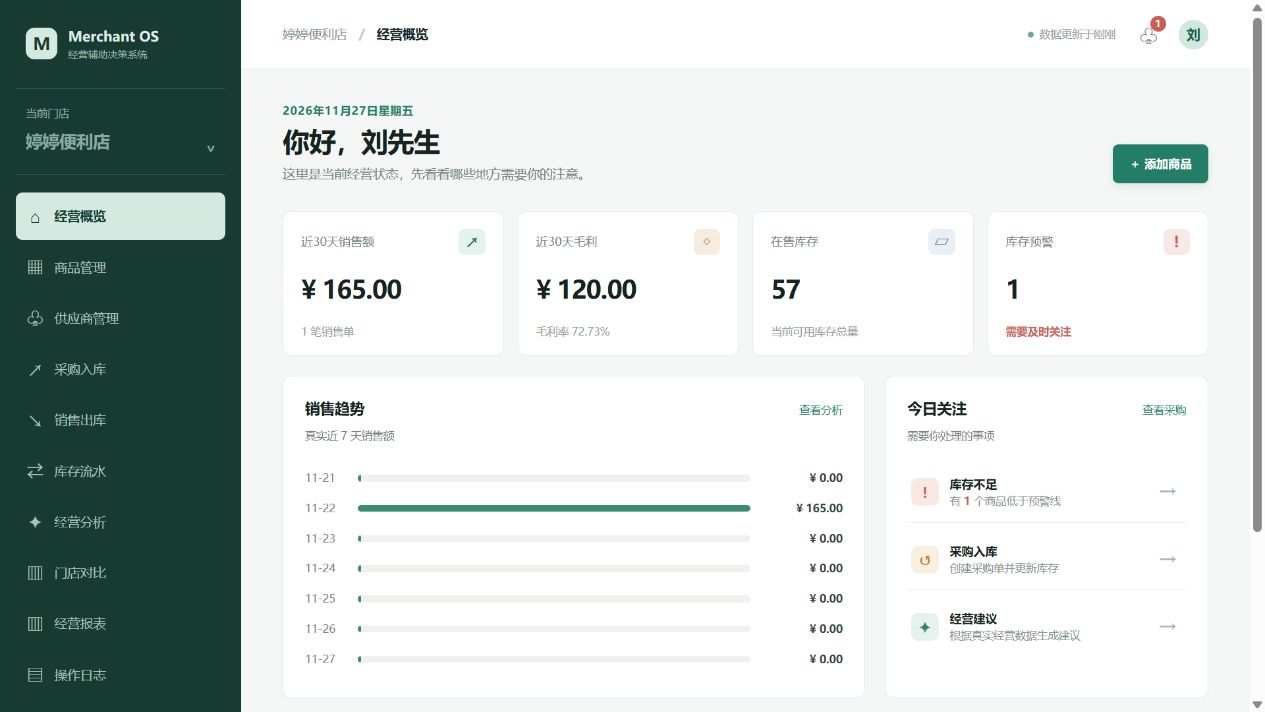 M
Merchant OS
经营辅助决策系统
当前门店
婷婷便利店
经营概览
商品管理
供应商管理
采购入库
销售出库
库存流水
经营分析
门店对比
经营报表
操作日志
婷婷便利店 / 经营概览
数据更新于刚刚
1
刘
2026年11月27日星期五
你好，刘先生
这里是当前经营状态，先看看哪些地方需要你的注意。
+ 添加商品
近30天销售额
¥ 165.00
1 笔销售单
近30天毛利
¥ 120.00
毛利率 72.73%
在售库存
57
当前可用库存总量
库存预警
!
1
需要及时关注
销售趋势
查看分析
真实近 7 天销售额
11-21 ¥ 0.00
11-22 ¥ 165.00
11-23 ¥ 0.00
11-24 ¥ 0.00
11-25 ¥ 0.00
11-26 ¥ 0.00
11-27 ¥ 0.00
今日关注
查看采购
需要你处理的事项
!
库存不足
有 1 个商品低于预警线
采购入库
创建采购单并更新库存
经营建议
根据真实经营数据生成建议